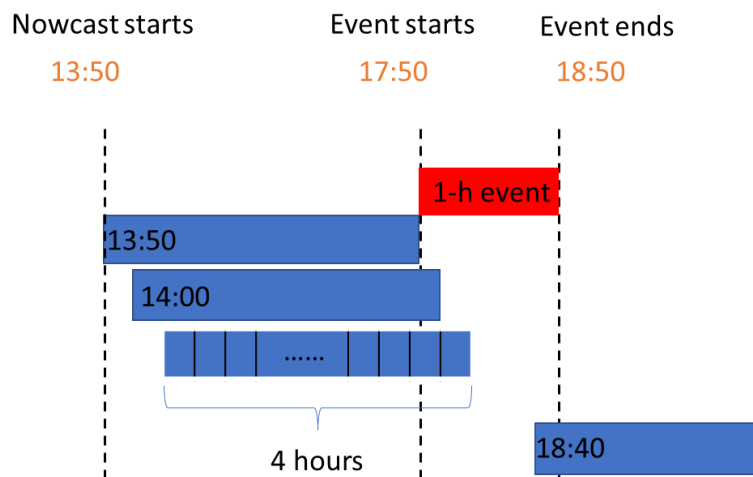 Nowcast starts
Event starts
Event ends
13:50
17:50
18:50
1-h event
13:50
14:00
......
4 hours
18:40